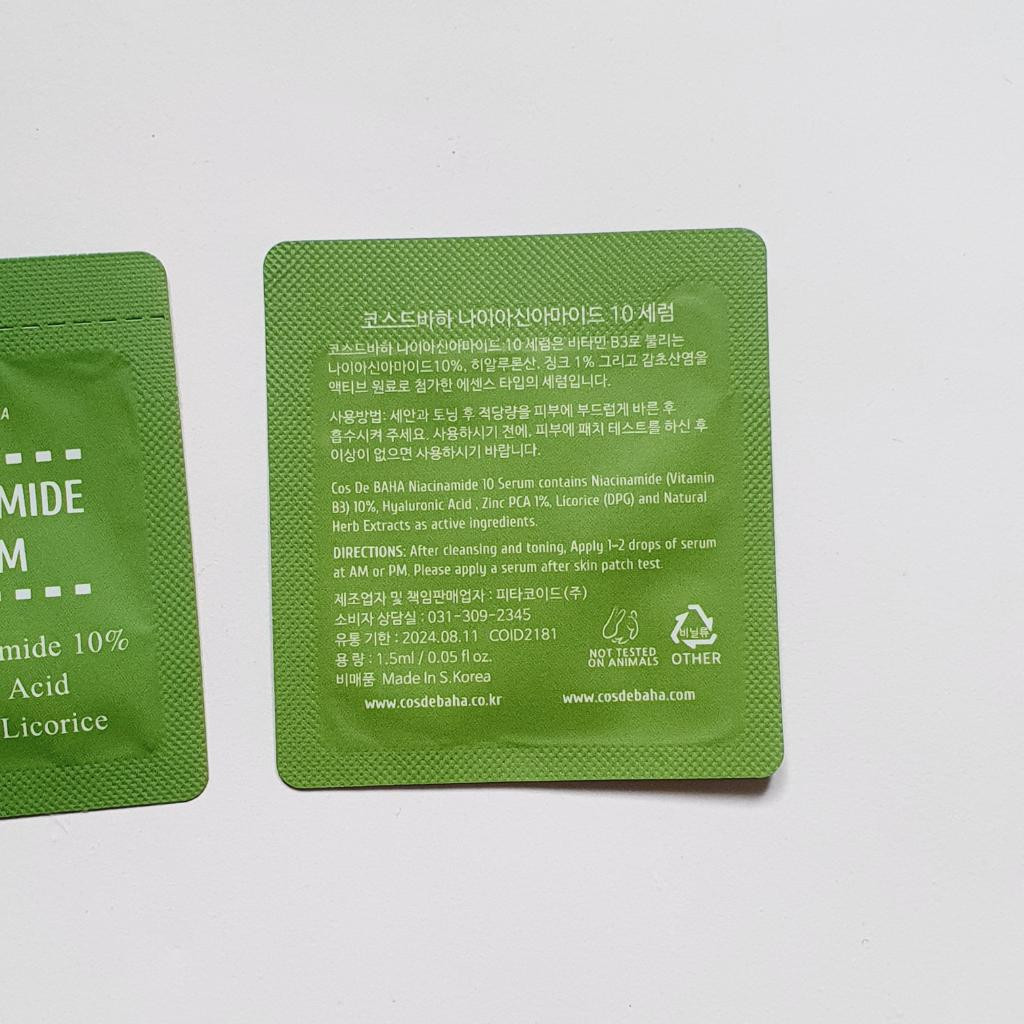 A
MIDE
M
mide 10%
Acid
Licorice
코스드바하 나이아신아마이드 10 세럼
코스드바하 나이아신아마이드 10 세럼은 비타민 B3로 불리는
나이아신아마이드10%, 히알루론산, 징크 1% 그리고 감초산염을
액티브 원료로 첨가한 에센스 타입의 세럼입니다.
사용방법: 세안과 토닝 후 적당량을 피부에 부드럽게 바른 후
흡수시켜 주세요. 사용하시기 전에, 피부에 패치 테스트를 하신 후
이상이 없으면 사용하시기 바랍니다.
Cos De BAHA Niacinamide 10 Serum contains Niacinamide (Vitamin
B3) 10%, Hyaluronic Acid , Zinc PCA 1%, Licorice (DPG) and Natural
Herb Extracts as active ingredients.
DIRECTIONS: After cleansing and toning, Apply 1-2 drops of serum
at AM or PM. Please apply a serum after skin patch test.
제조업자 및 책임판매업자 : 피타코이드(주)
소비자 상담실 : 031-309-2345
유통 기한 : 2024.08.11 COID2181
용 량 : 1.5ml / 0.05 fl oz.
비매품 Made In S.Korea
NOT TESTED
ON ANIMALS
비닐류
OTHER
www.cosdebaha.co.kr www.cosdebaha.com